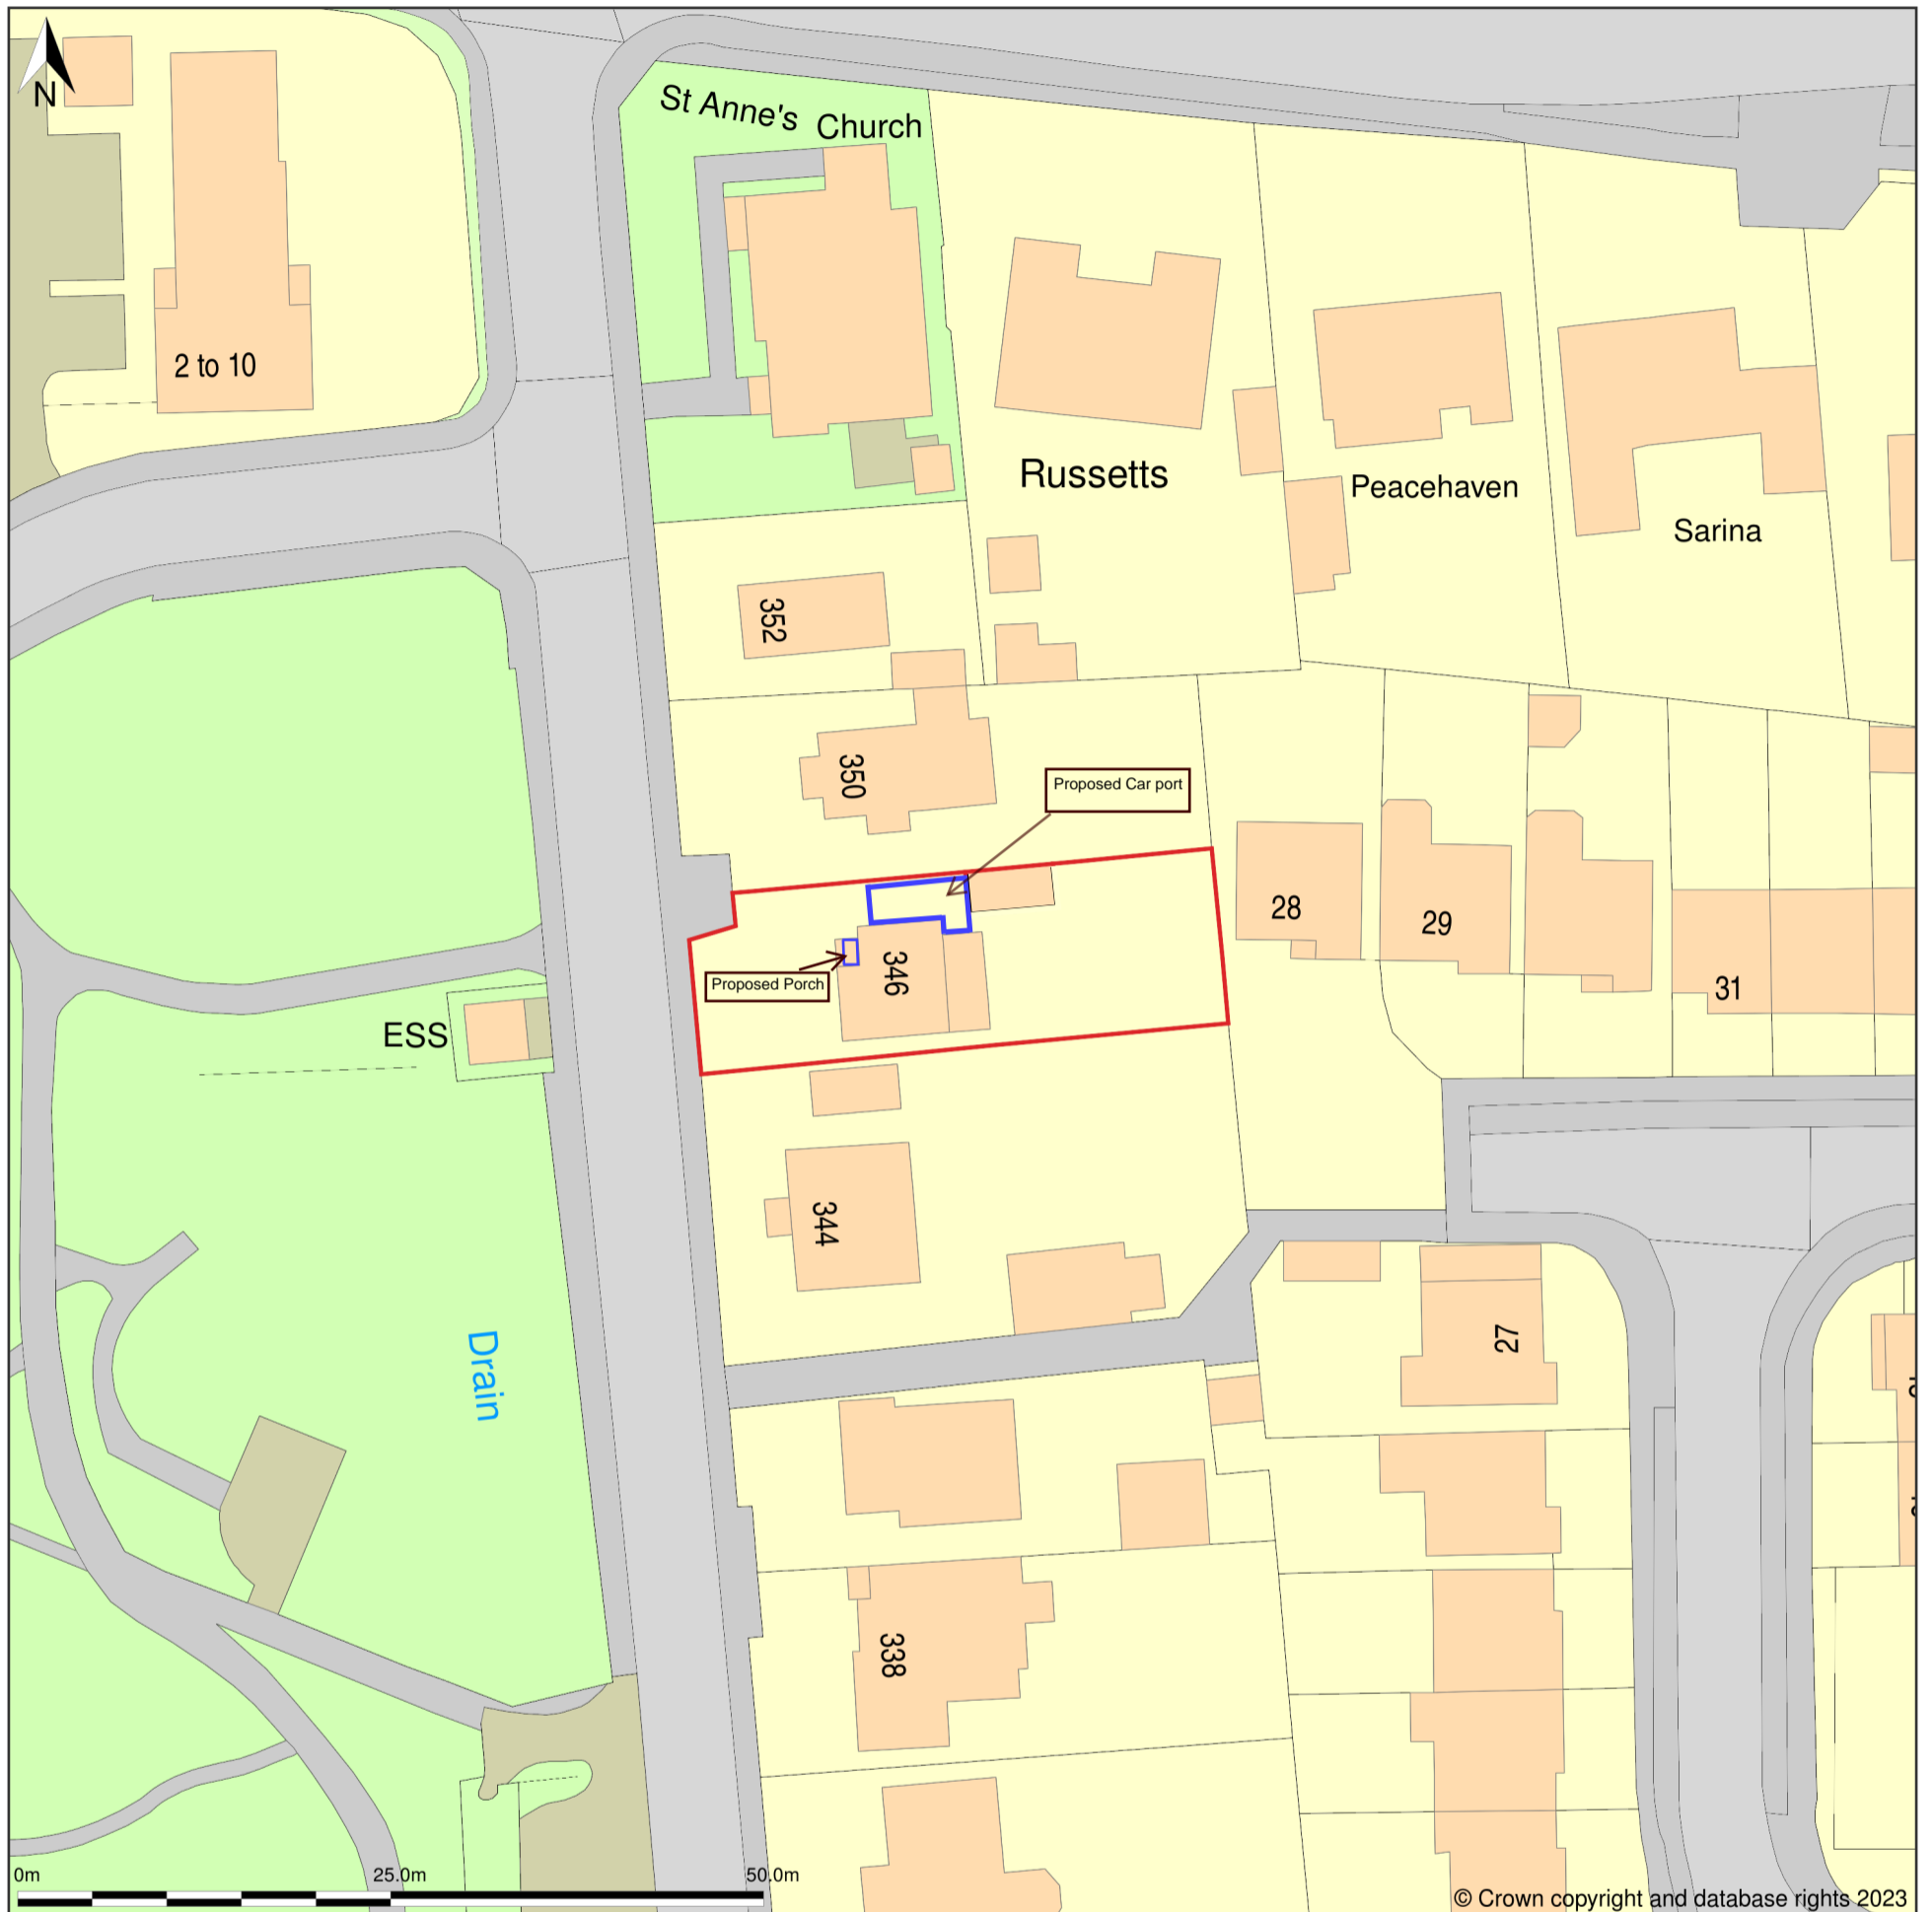 N
St Anne's
Church
2 to 10
Russetts
Peacehaven
Sarina
352
350
Proposed Car port
28
29
346
Proposed Porch
31
ESS
344
27
Drain
338
0m
25.0m
50.0m
© Crown copyright and database rights 2023